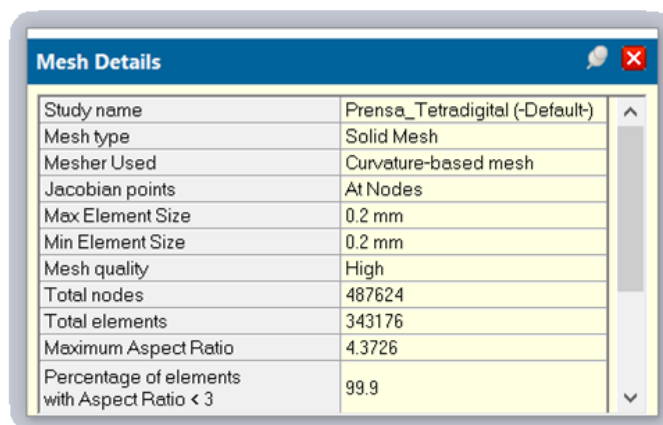 Mesh Details
Study name Prensa_Tetradigital (-Default-)
Mesh type Solid Mesh
Mesher Used Curvature-based mesh
Jacobian points At Nodes
Max Element Size 0.2 mm
Min Element Size 0.2 mm
Mesh quality High
Total nodes 487624
Total elements 343176
Maximum Aspect Ratio 4.3726
Percentage of elements
with Aspect Ratio < 3 99.9